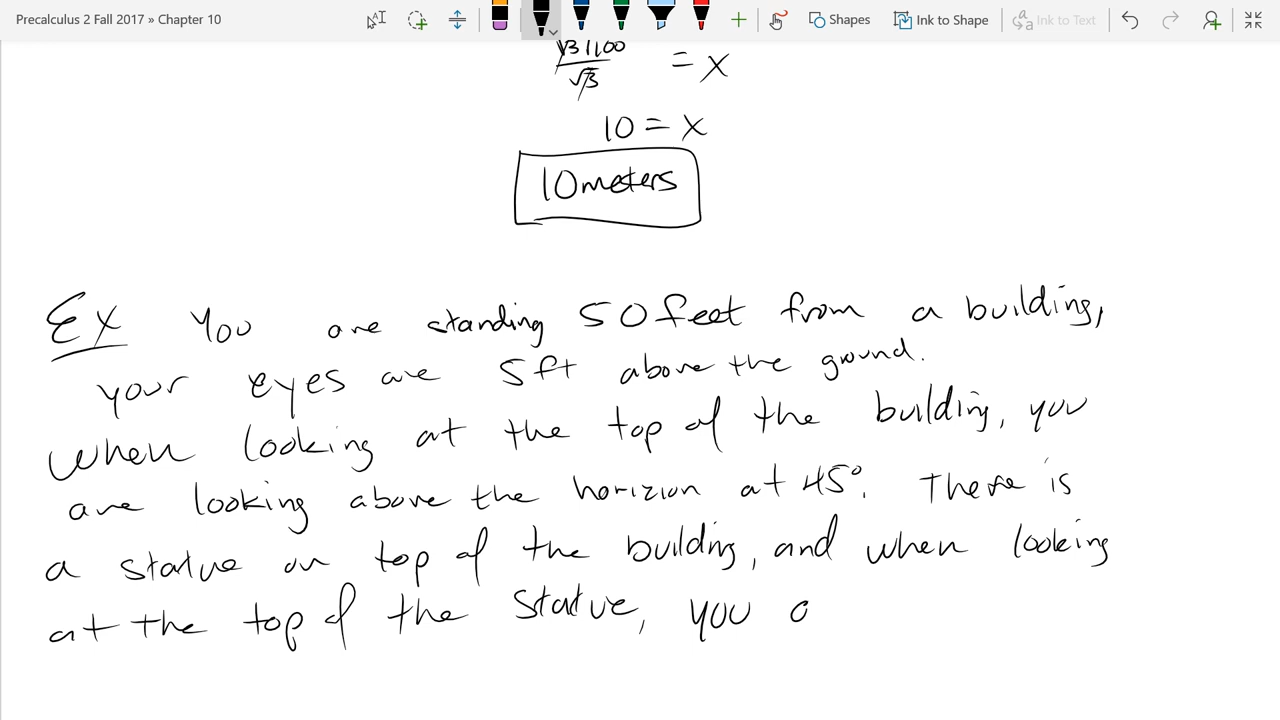 Precalculus 2 Fall 2017 » Chapter 10
Shapes
Ink to Shape
Ink to Text
= x
10 = x
10 meters
Ex You are standing 50 feet from a building,
your eyes are 5ft above the ground.
When looking at the top of the building, you
are looking above the horizion at 45°. There is
a statue on top of the building, and when looking
at the top of the statue, you a